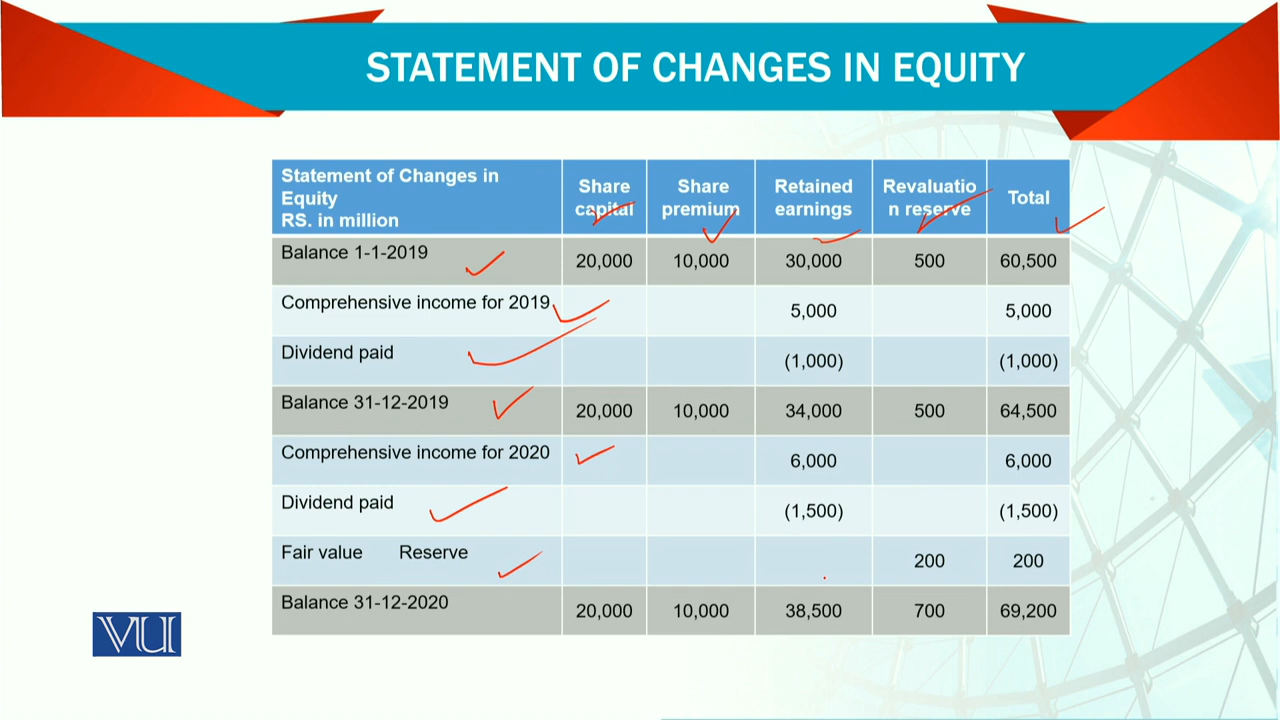 STATEMENT OF CHANGES IN EQUITY
Statement of Changes in
Equity
RS. in million
Share
capital
Share
premium
Retained
earnings
Revaluatio
n reserve
Total
Balance 1-1-2019 20,000 10,000 30,000 500 60,500
Comprehensive income for 2019 5,000 5,000
Dividend paid (1,000) (1,000)
Balance 31-12-2019 20,000 10,000 34,000 500 64,500
Comprehensive income for 2020 6,000 6,000
Dividend paid (1,500) (1,500)
Fair value Reserve 200 200
Balance 31-12-2020 20,000 10,000 38,500 700 69,200
VU